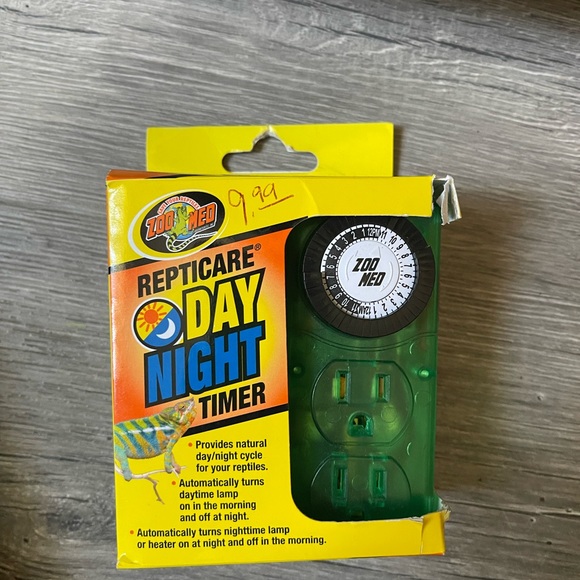 9.99
ZOO MED
REPTICARE®
DAY
NIGHT
TIMER
• Provides natural
day/night cycle
for your reptiles.
• Automatically turns
daytime lamp
on in the morning
and off at night.
• Automatically turns nighttime lamp
or heater on at night and off in the morning.
ZOO
MED